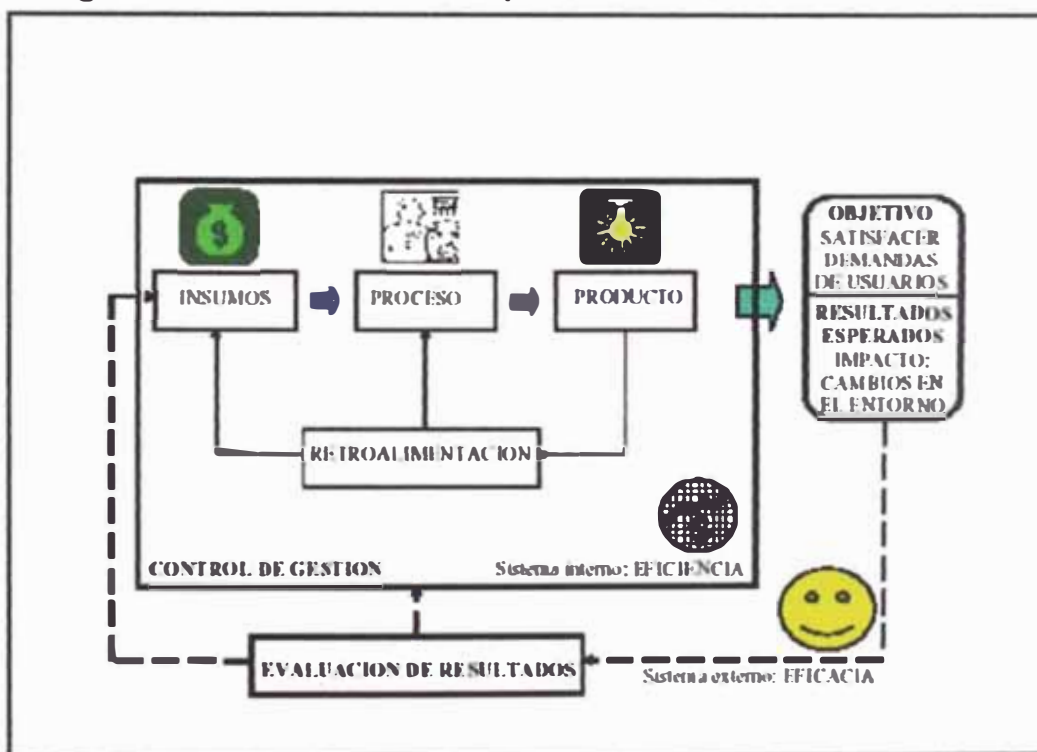 $
INSUMOS
PROCESO
PRODUCTO
OBJETIVO
SATISFACER
DEMANDAS
DE USUARIOS
RESULTADOS
ESPERADOS
IMPACTO:
CAMBIOS EN
EL ENTORNO
RETROALIMENTACION
CONTROL DE GESTION
Sistema interno: EFICIENCIA
EVALUACION DE RESULTADOS
Sistema externo: EFICACIA